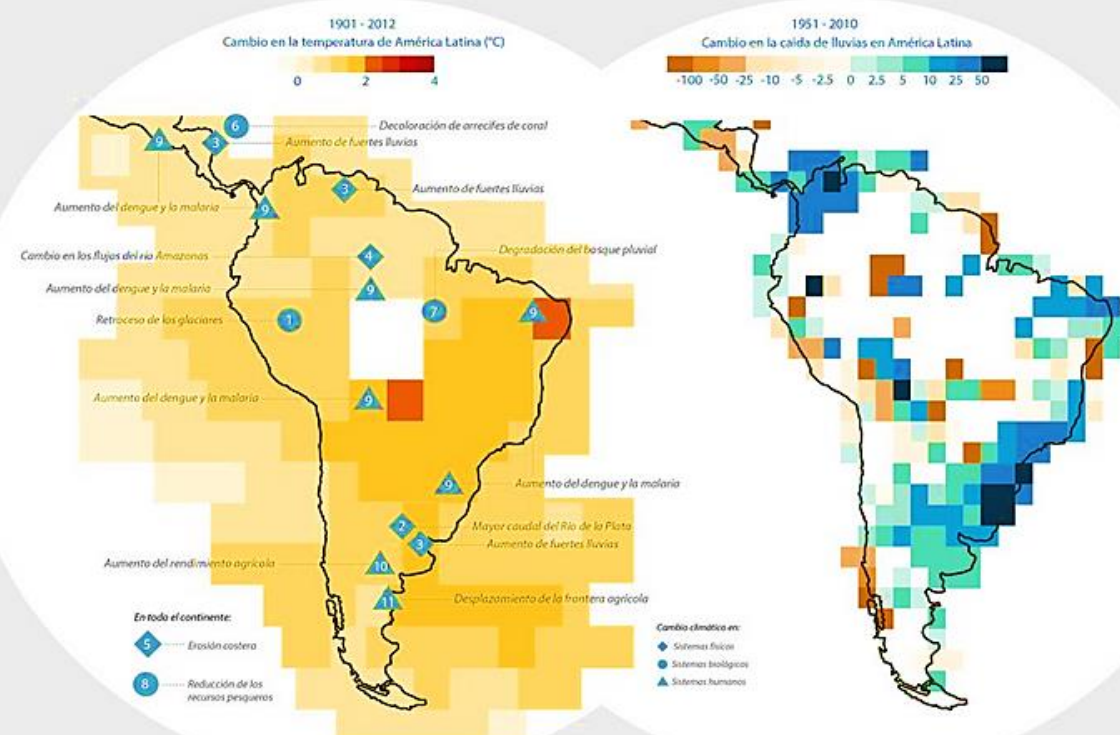 1901 - 2012
Cambio en la temperatura de América Latina (°C)
0 2 4
6
Decoloración de arrecifes de coral
9
3
Aumento de fuertes lluvias
3
Aumento de fuertes lluvias
Aumento del dengue y la malaria
9
Cambio en los flujos del río Amazonas
4
Degradación del bosque pluvial
Aumento del dengue y la malaria
9
Retroceso de los glaciares
1
7
9
Aumento del dengue y la malaria
9
9
Aumento del dengue y la malaria
2
Mayor caudal del Río de la Plata
3
Aumento de fuertes lluvias
Aumento del rendimiento agrícola
10
11
Desplazamiento de la frontera agrícola
En todo el continente:
5
Erosión costera
8
Reducción de los
recursos pesqueros
1951 - 2010
Cambio en la caída de lluvias en América Latina
-100 -50 -25 -10 -5 -2.5 0 2.5 5 10 25 50
Cambio climático en:
Sistemas físicos
Sistemas biológicos
Sistemas humanos